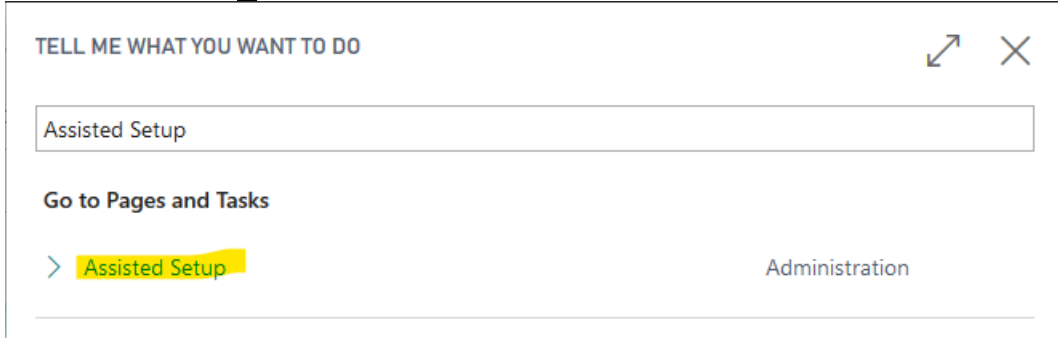 TELL ME WHAT YOU WANT TO DO
Assisted Setup
Go to Pages and Tasks
Assisted Setup Administration